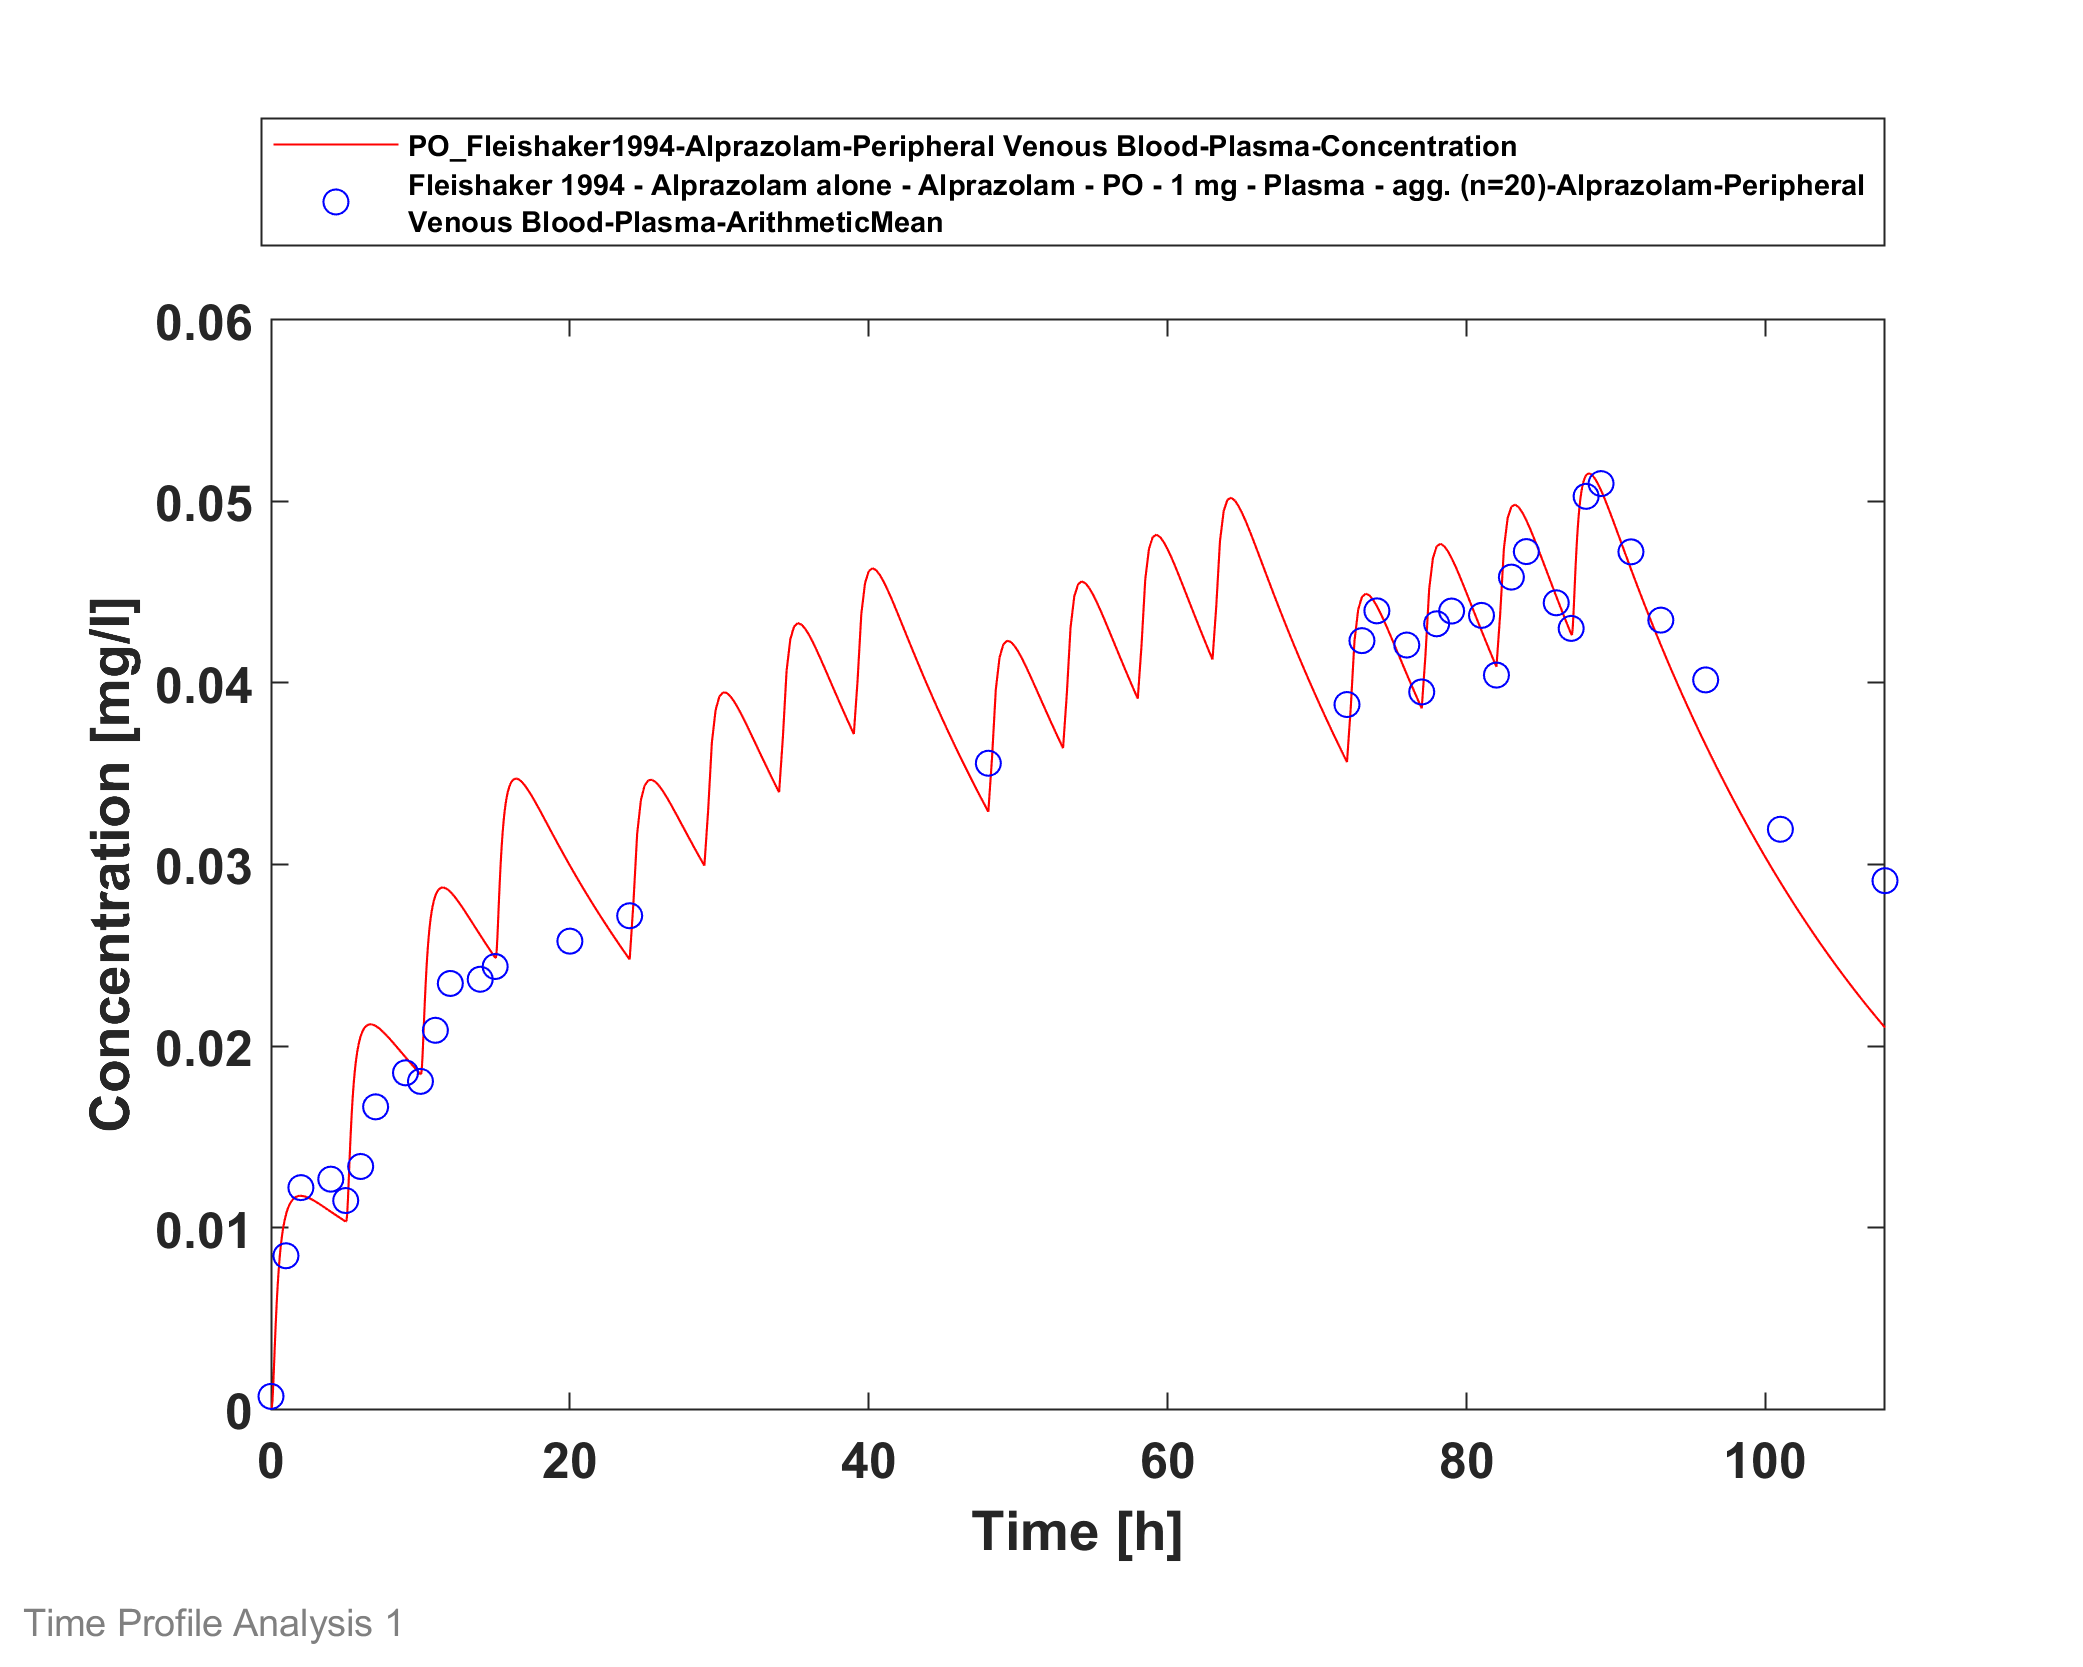 PO_Fleishaker1994-Alprazolam-Peripheral Venous Blood-Plasma-Concentration
Fleishaker 1994 - Alprazolam alone - Alprazolam - PO - 1 mg - Plasma - agg. (n=20)-Alprazolam-Peripheral
Venous Blood-Plasma-ArithmeticMean
0.06
0.05
0.04
0.03
0.02
0.01
0
Concentration [mg/l]
0 20 40 60 80 100
Time [h]
Time Profile Analysis 1